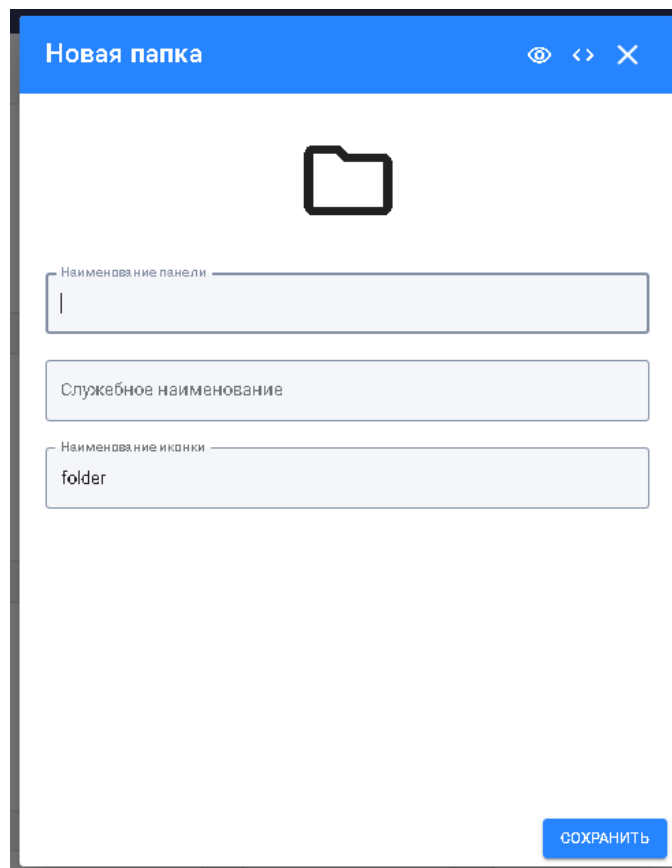 Новая папка
Наименование панели
Служебное наименование
Наименование иконки
folder
СОХРАНИТЬ